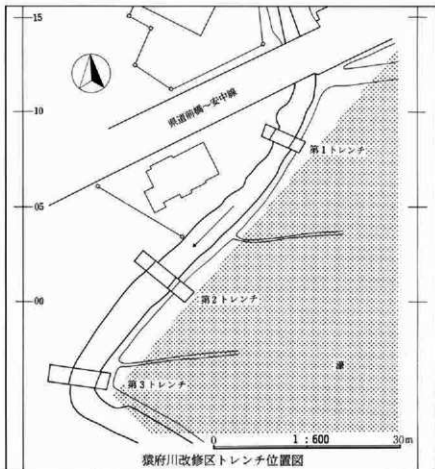 15
10
05
00
県道前橋〜安中線
第1トレンチ
第2トレンチ
第3トレンチ
0 1:600 30m
猿府川改修区トレンチ位置図